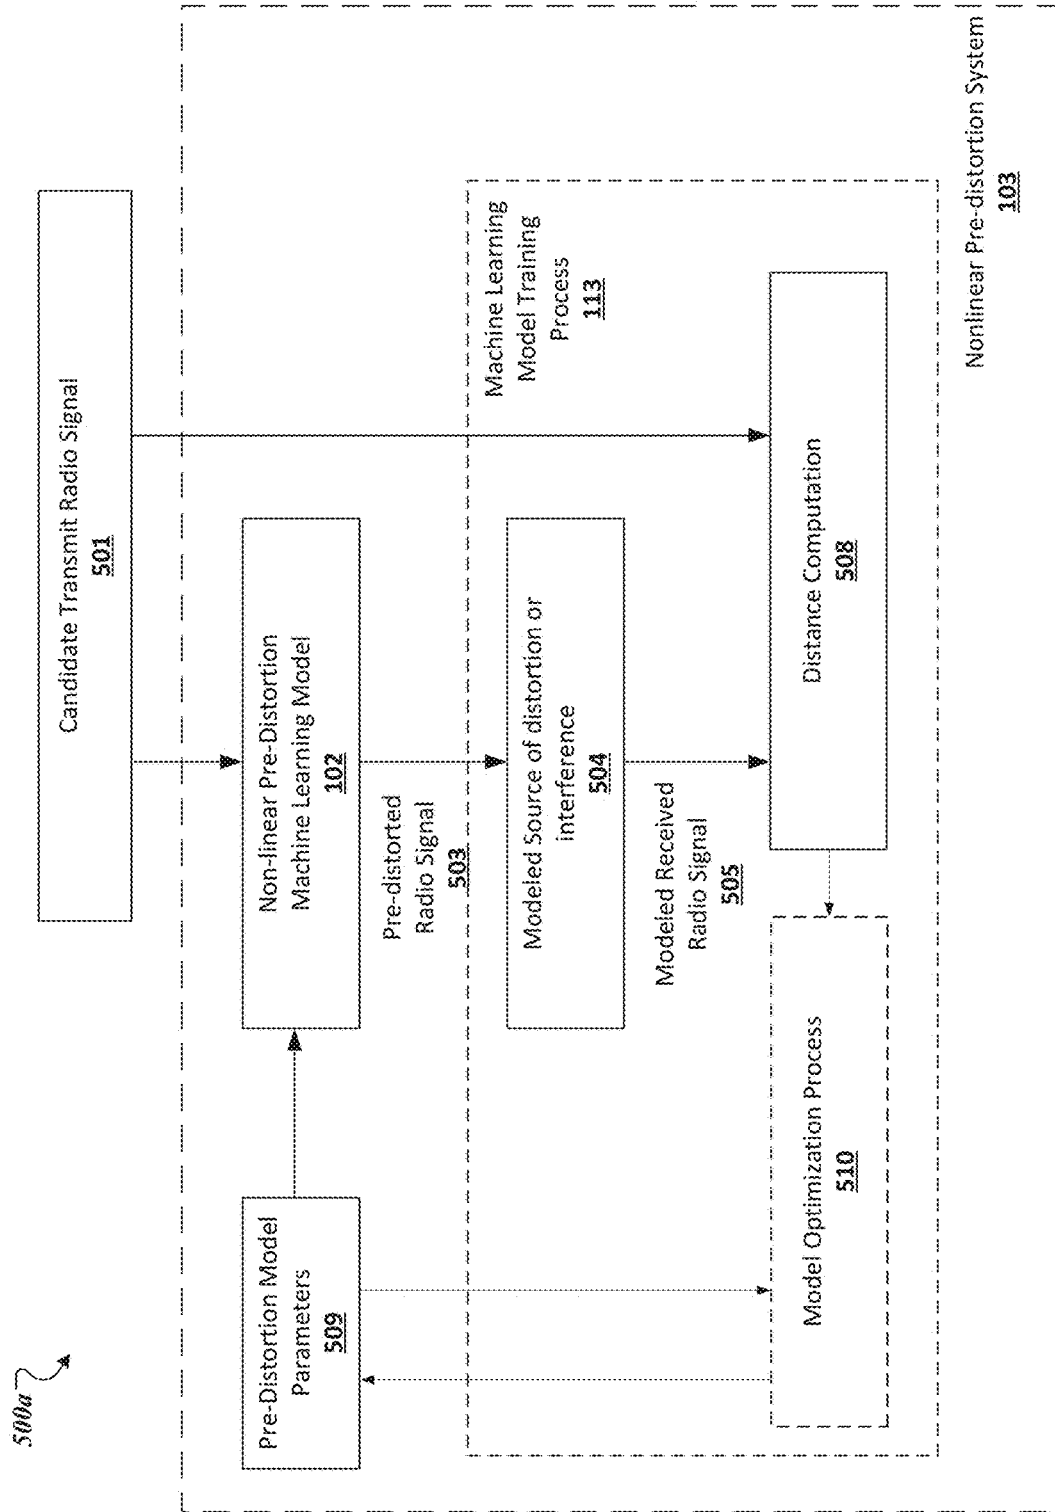 500a
Candidate Transmit Radio Signal
501
Pre-Distortion Model
Parameters
509
Non-linear Pre-Distortion
Machine Learning Model
102
Pre-distorted
Radio Signal
503
Machine Learning
Model Training
Process
113
Modeled Source of distortion or
interference
504
Modeled Received
Radio Signal
505
Model Optimization Process
510
Distance Computation
508
Nonlinear Pre-distortion System
103